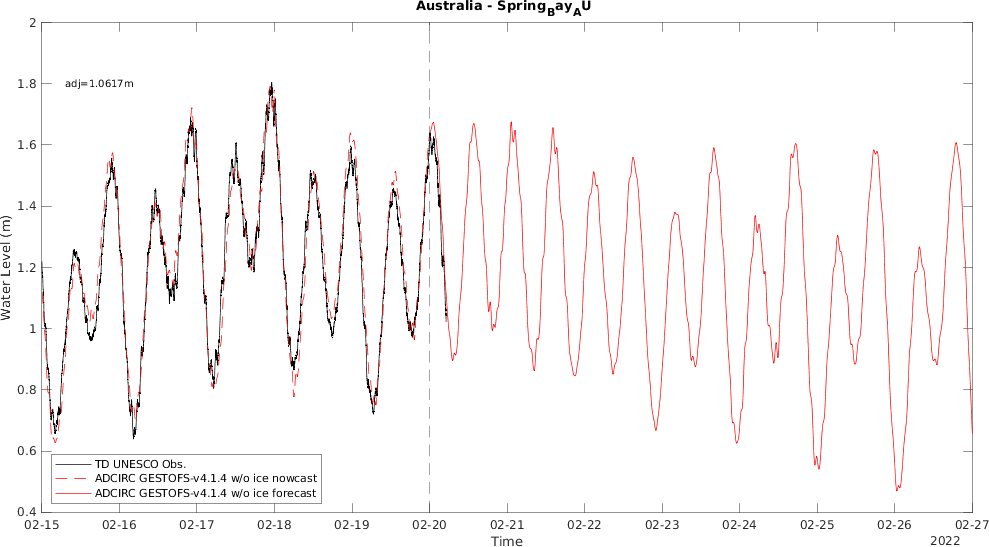 Australia - SpringBayAU
adj=1.0617m
Water Level (m)
2
1.8
1.6
1.4
1.2
1
0.8
0.6
0.4
TD UNESCO Obs.
ADCIRC GESTOFS-v4.1.4 w/o ice nowcast
ADCIRC GESTOFS-v4.1.4 w/o ice forecast
02-15 02-16 02-17 02-18 02-19 02-20 02-21 02-22 02-23 02-24 02-25 02-26 02-27
Time
2022